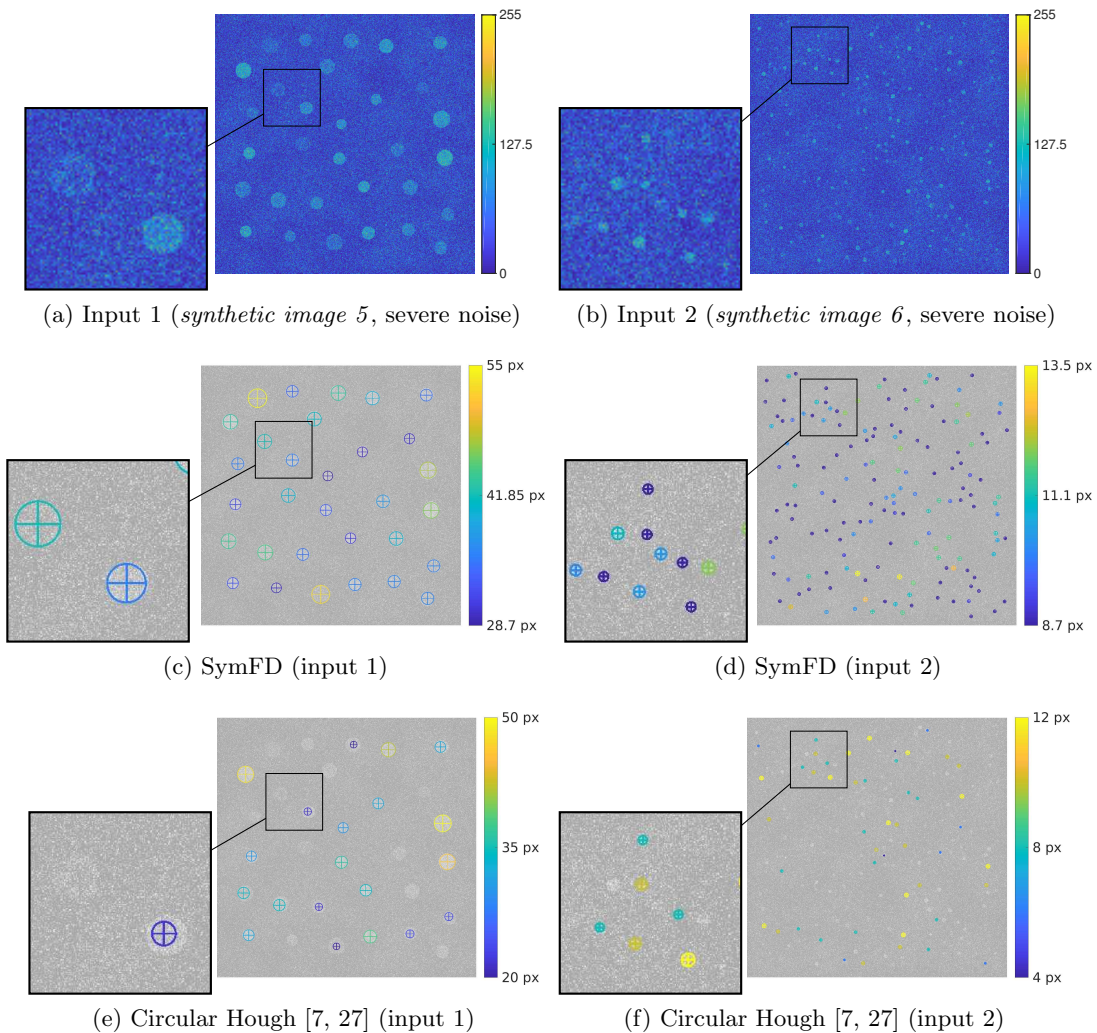 255
127.5
0
255
127.5
0
(a) Input 1 (synthetic image 5, severe noise)
(b) Input 2 (synthetic image 6, severe noise)
55 px
41.85 px
28.7 px
13.5 px
11.1 px
8.7 px
(c) SymFD (input 1)
(d) SymFD (input 2)
50 px
35 px
20 px
12 px
8 px
4 px
(e) Circular Hough [7, 27] (input 1)
(f) Circular Hough [7, 27] (input 2)